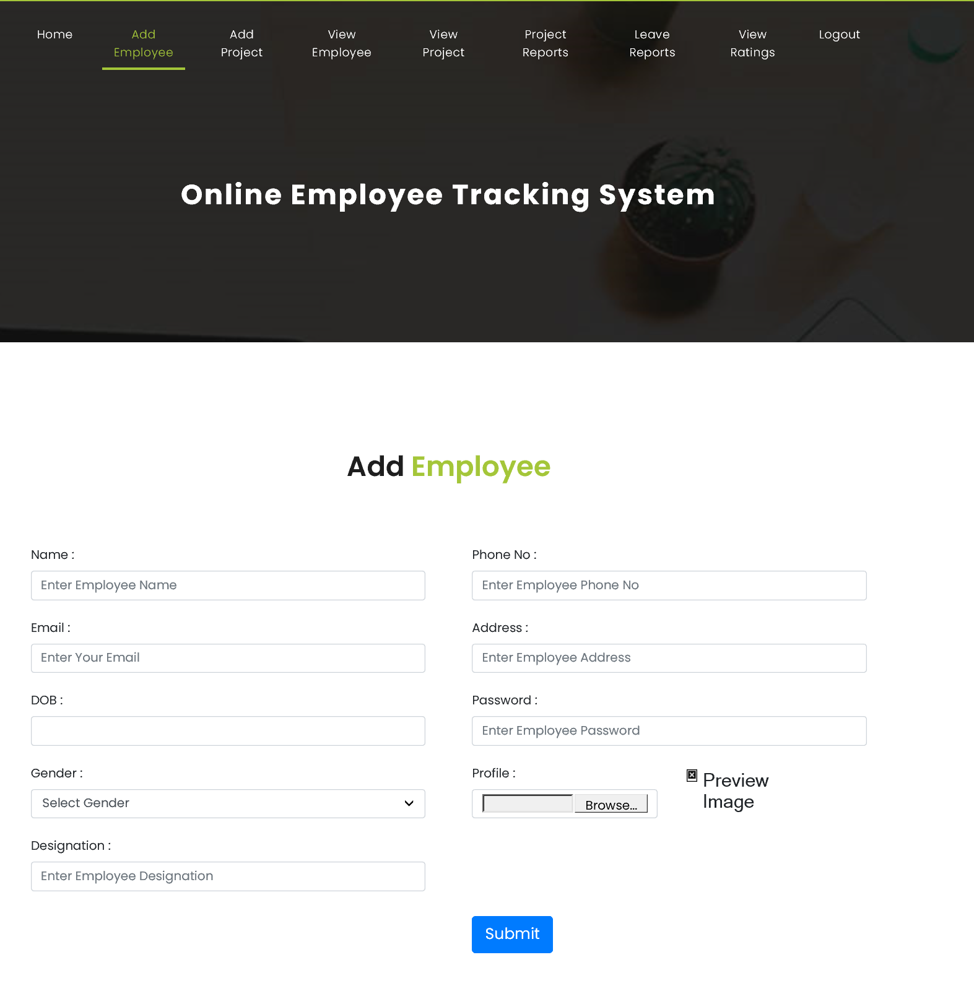 Home
Add
Employee
Add
Project
View
Employee
View
Project
Project
Reports
Leave
Reports
View
Ratings
Logout
Online Employee Tracking System
Add Employee
Name :
Enter Employee Name
Phone No :
Enter Employee Phone No
Email :
Enter Your Email
Address :
Enter Employee Address
DOB :
Password :
Enter Employee Password
Gender :
Select Gender
Profile :
Browse...
Preview
Image
Designation :
Enter Employee Designation
Submit